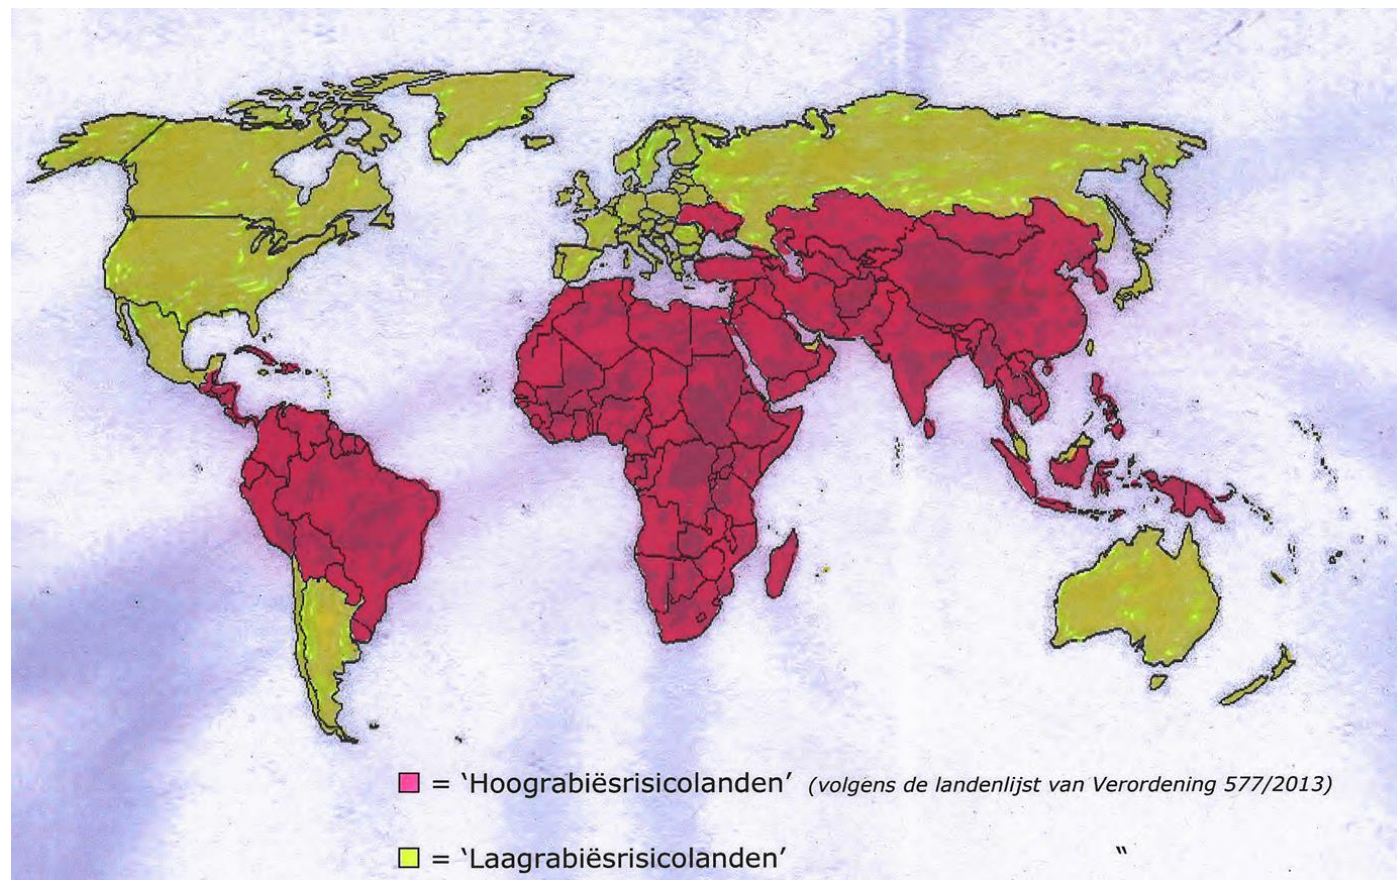 = ‘Hoograbiësrisicolanden’ (volgens de landenlijst van Verordening 577/2013)
= ‘Laagrabiësrisicolanden’ “